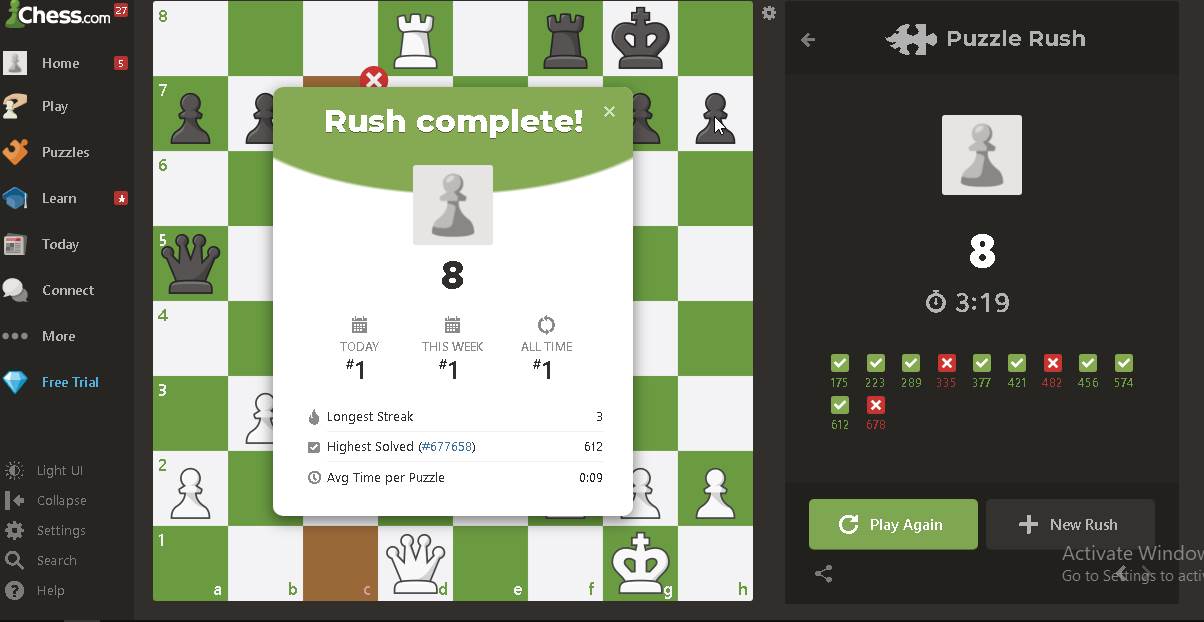 Chess.com 27
Home 5
Play
Puzzles
Learn
Today
Connect
More
Free Trial
Light UI
Collapse
Settings
Search
Help
8
7
6
5
4
3
2
1
a b c d e f g h
Rush complete!
8
TODAY THIS WEEK ALL TIME
#1 #1 #1
Longest Streak 3
Highest Solved (#677658) 612
Avg Time per Puzzle 0:09
Puzzle Rush
8
3:19
175 223 289 335 377 421 482 456 574
612 678
Play Again New Rush
Activate Window
Go to Settings to activ